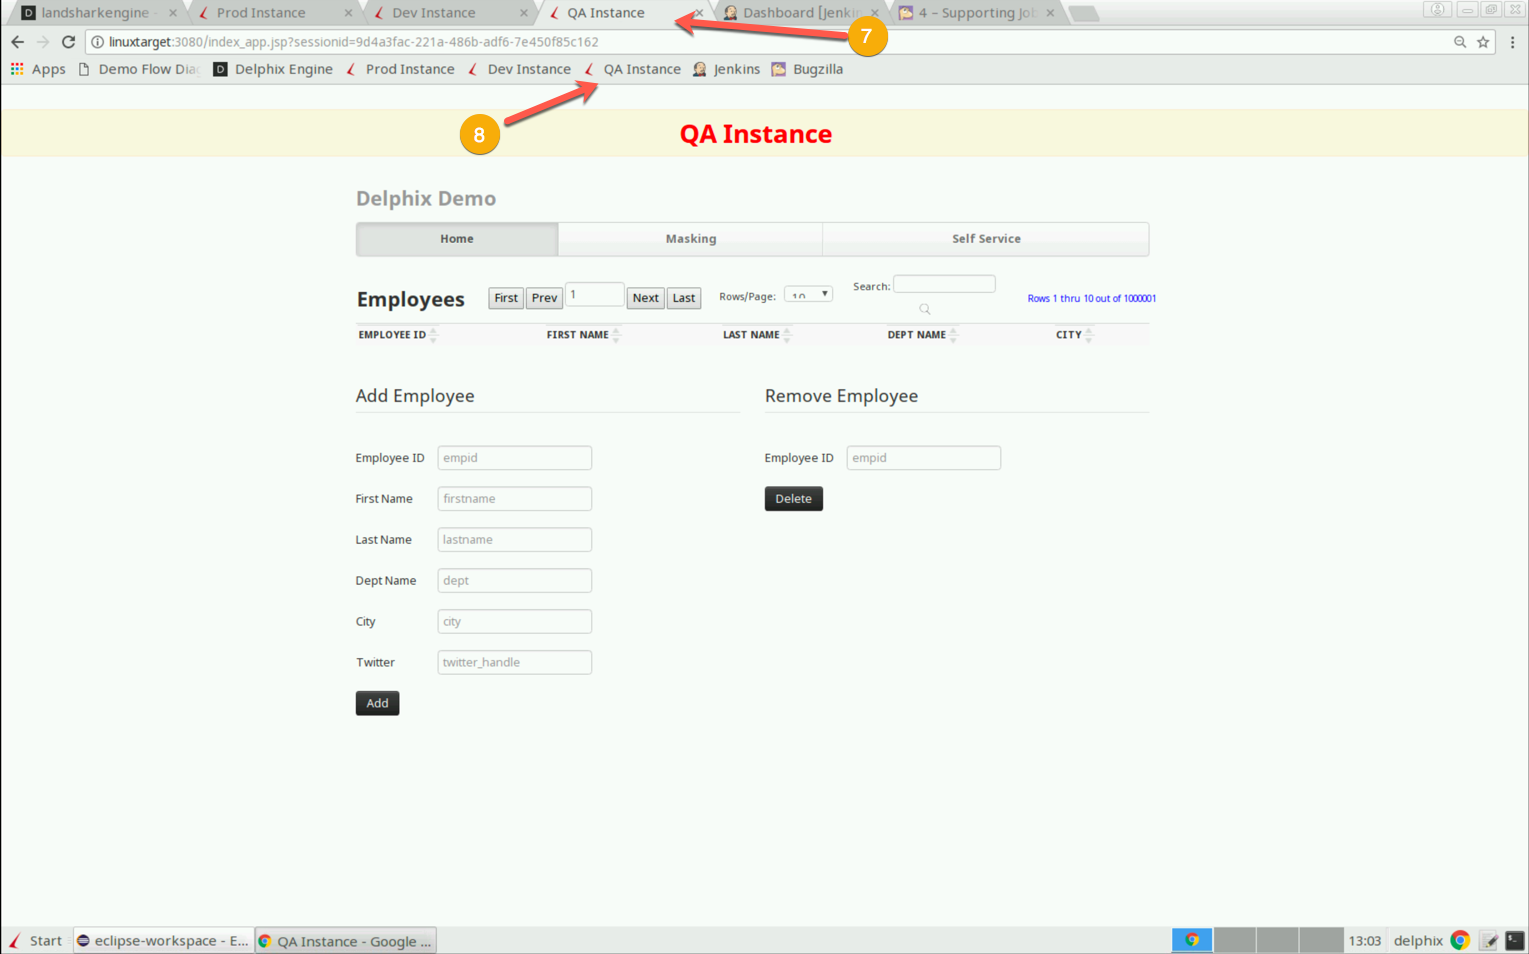 landsharkengine - Prod Instance Dev Instance QA Instance Dashboard [Jenki 4 – Supporting Jo
7
linuxtarget:3080/index_app.jsp?sessionid=9d4a3fac-221a-486b-adf6-7e450f85c162
Apps Demo Flow Dia Delphix Engine Prod Instance Dev Instance QA Instance Jenkins Bugzilla
8
QA Instance
Delphix Demo
Home Masking Self Service
Employees First Prev 1 Next Last Rows/Page: 10 Search: Rows 1 thru 10 out of 1000001
EMPLOYEE ID FIRST NAME LAST NAME DEPT NAME CITY
Add Employee Remove Employee
Employee ID empid Employee ID empid
First Name firstname Delete
Last Name lastname
Dept Name dept
City city
Twitter twitter_handle
Add
Start eclipse-workspace - E... QA Instance - Google ... 13:03 delphix